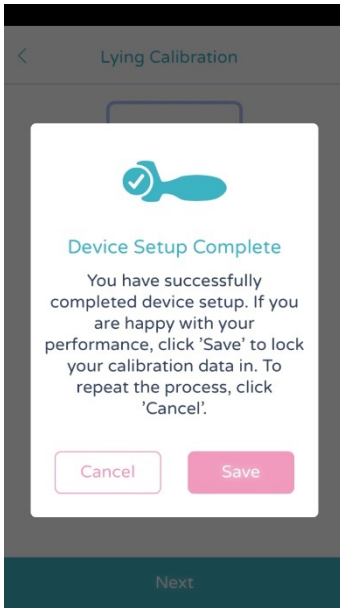 Lying Calibration
Device Setup Complete
You have successfully
completed device setup. If you
are happy with your
performance, click 'Save' to lock
your calibration data in. To
repeat the process, click
'Cancel'.
Cancel
Save
Next